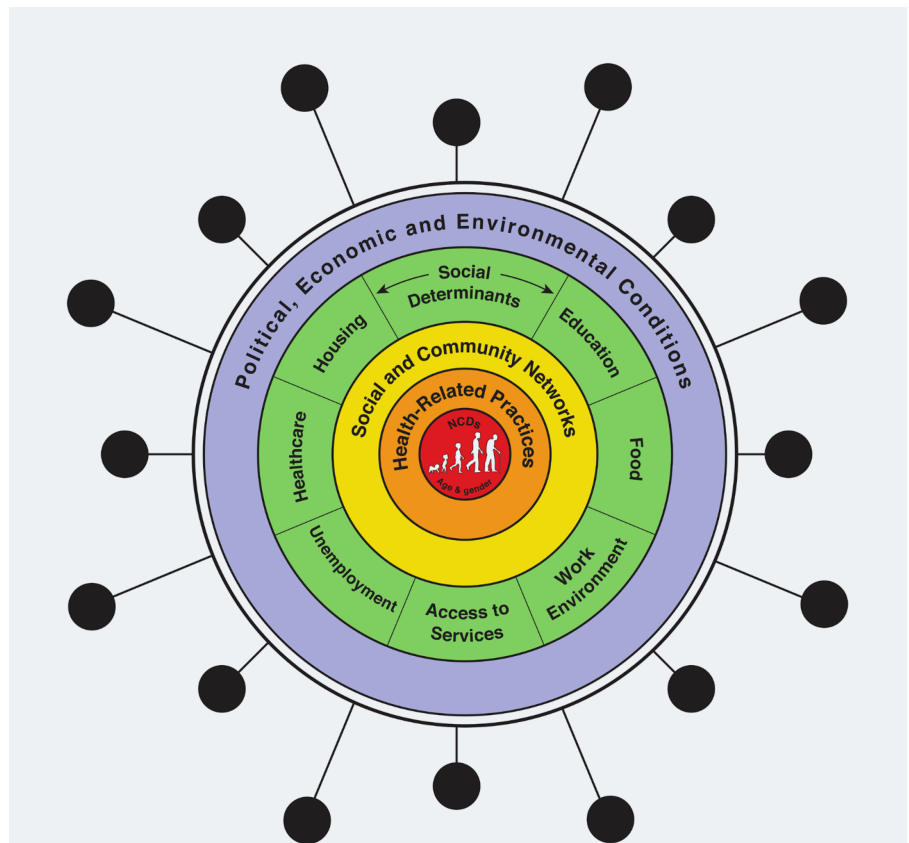 Political, Economic and Environmental Conditions
Social
Determinants
Education
Food
Work
Environment
Access to
Services
Unemployment
Healthcare
Housing
Social and Community Networks
Health-Related Practices
NCDs
Age & gender